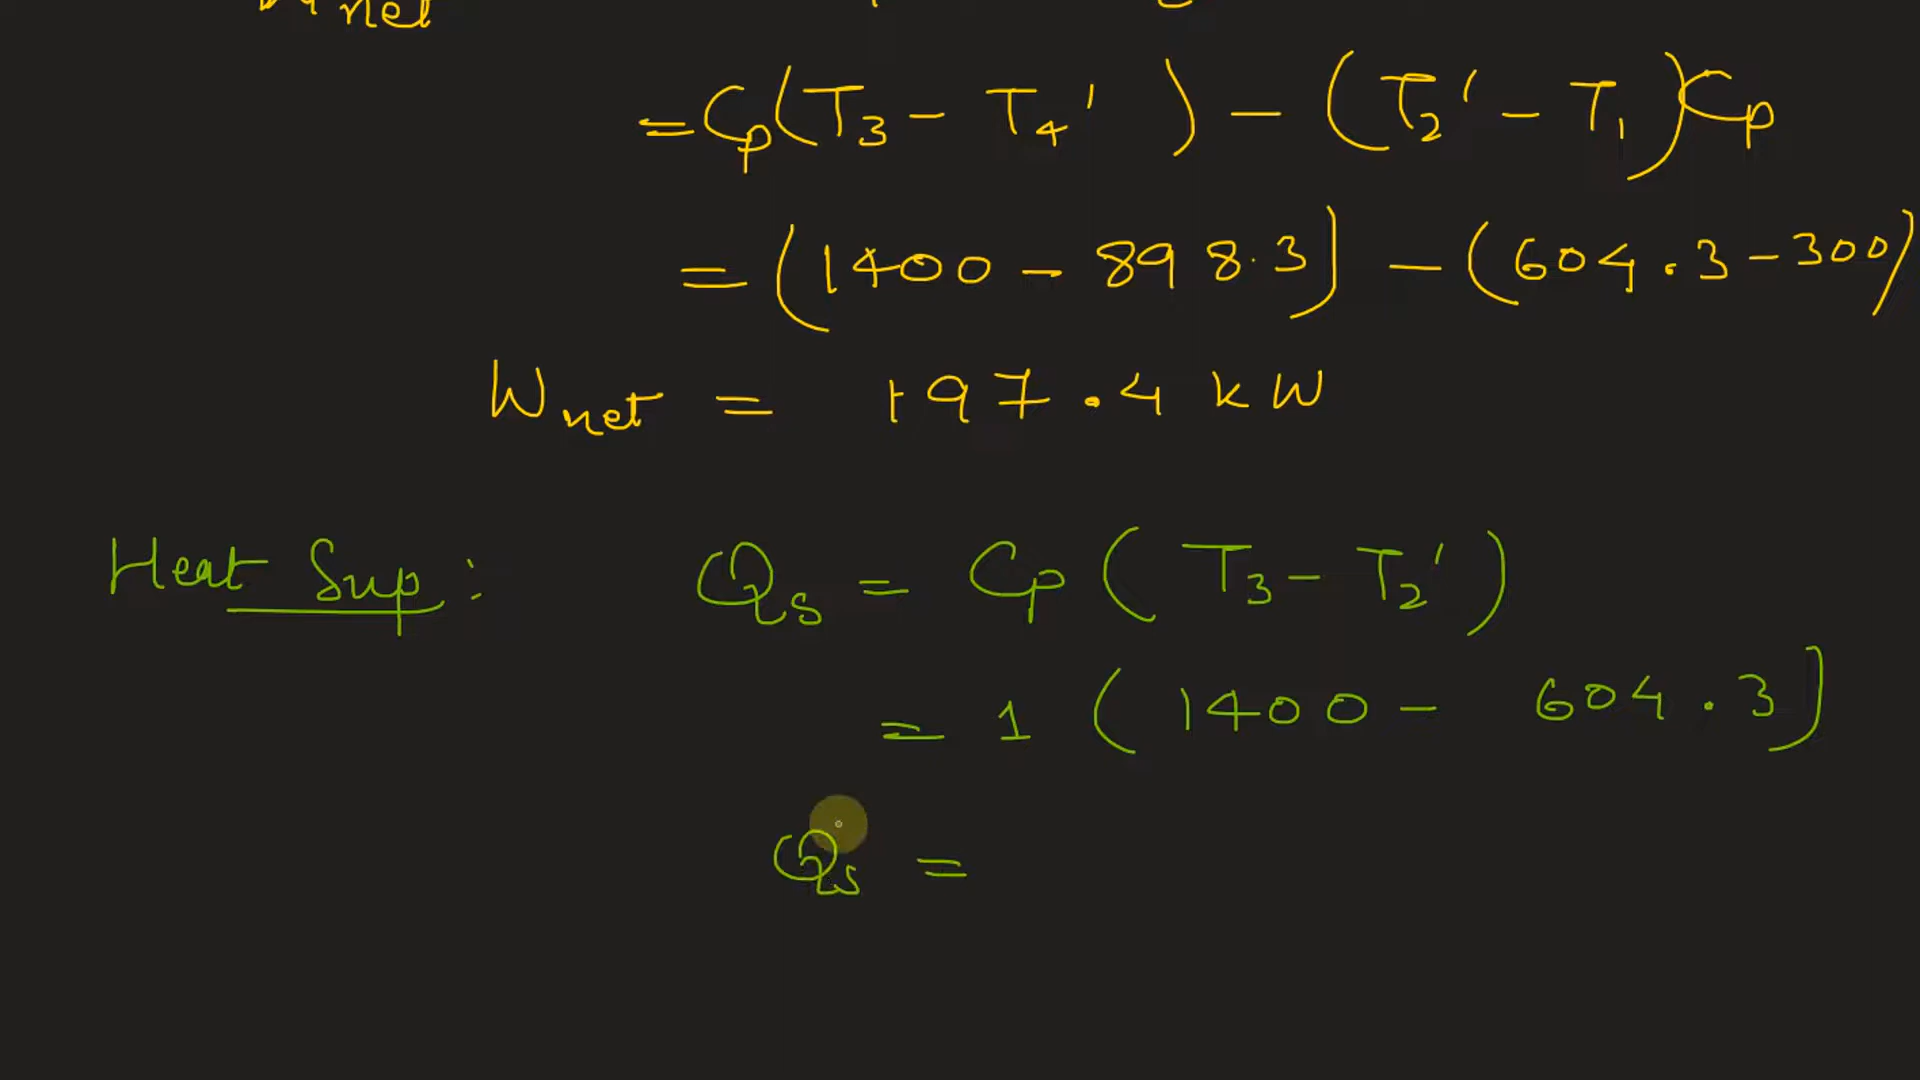 net
=Cp(T3 - T4') - (T2' - T1)Cp
= (1400 - 898.3) - (604.3-300)
Wnet = 197.4 kW
Heat Sup: Qs = Cp (T3 - T2')
= 1 (1400 - 604.3)
Qs =